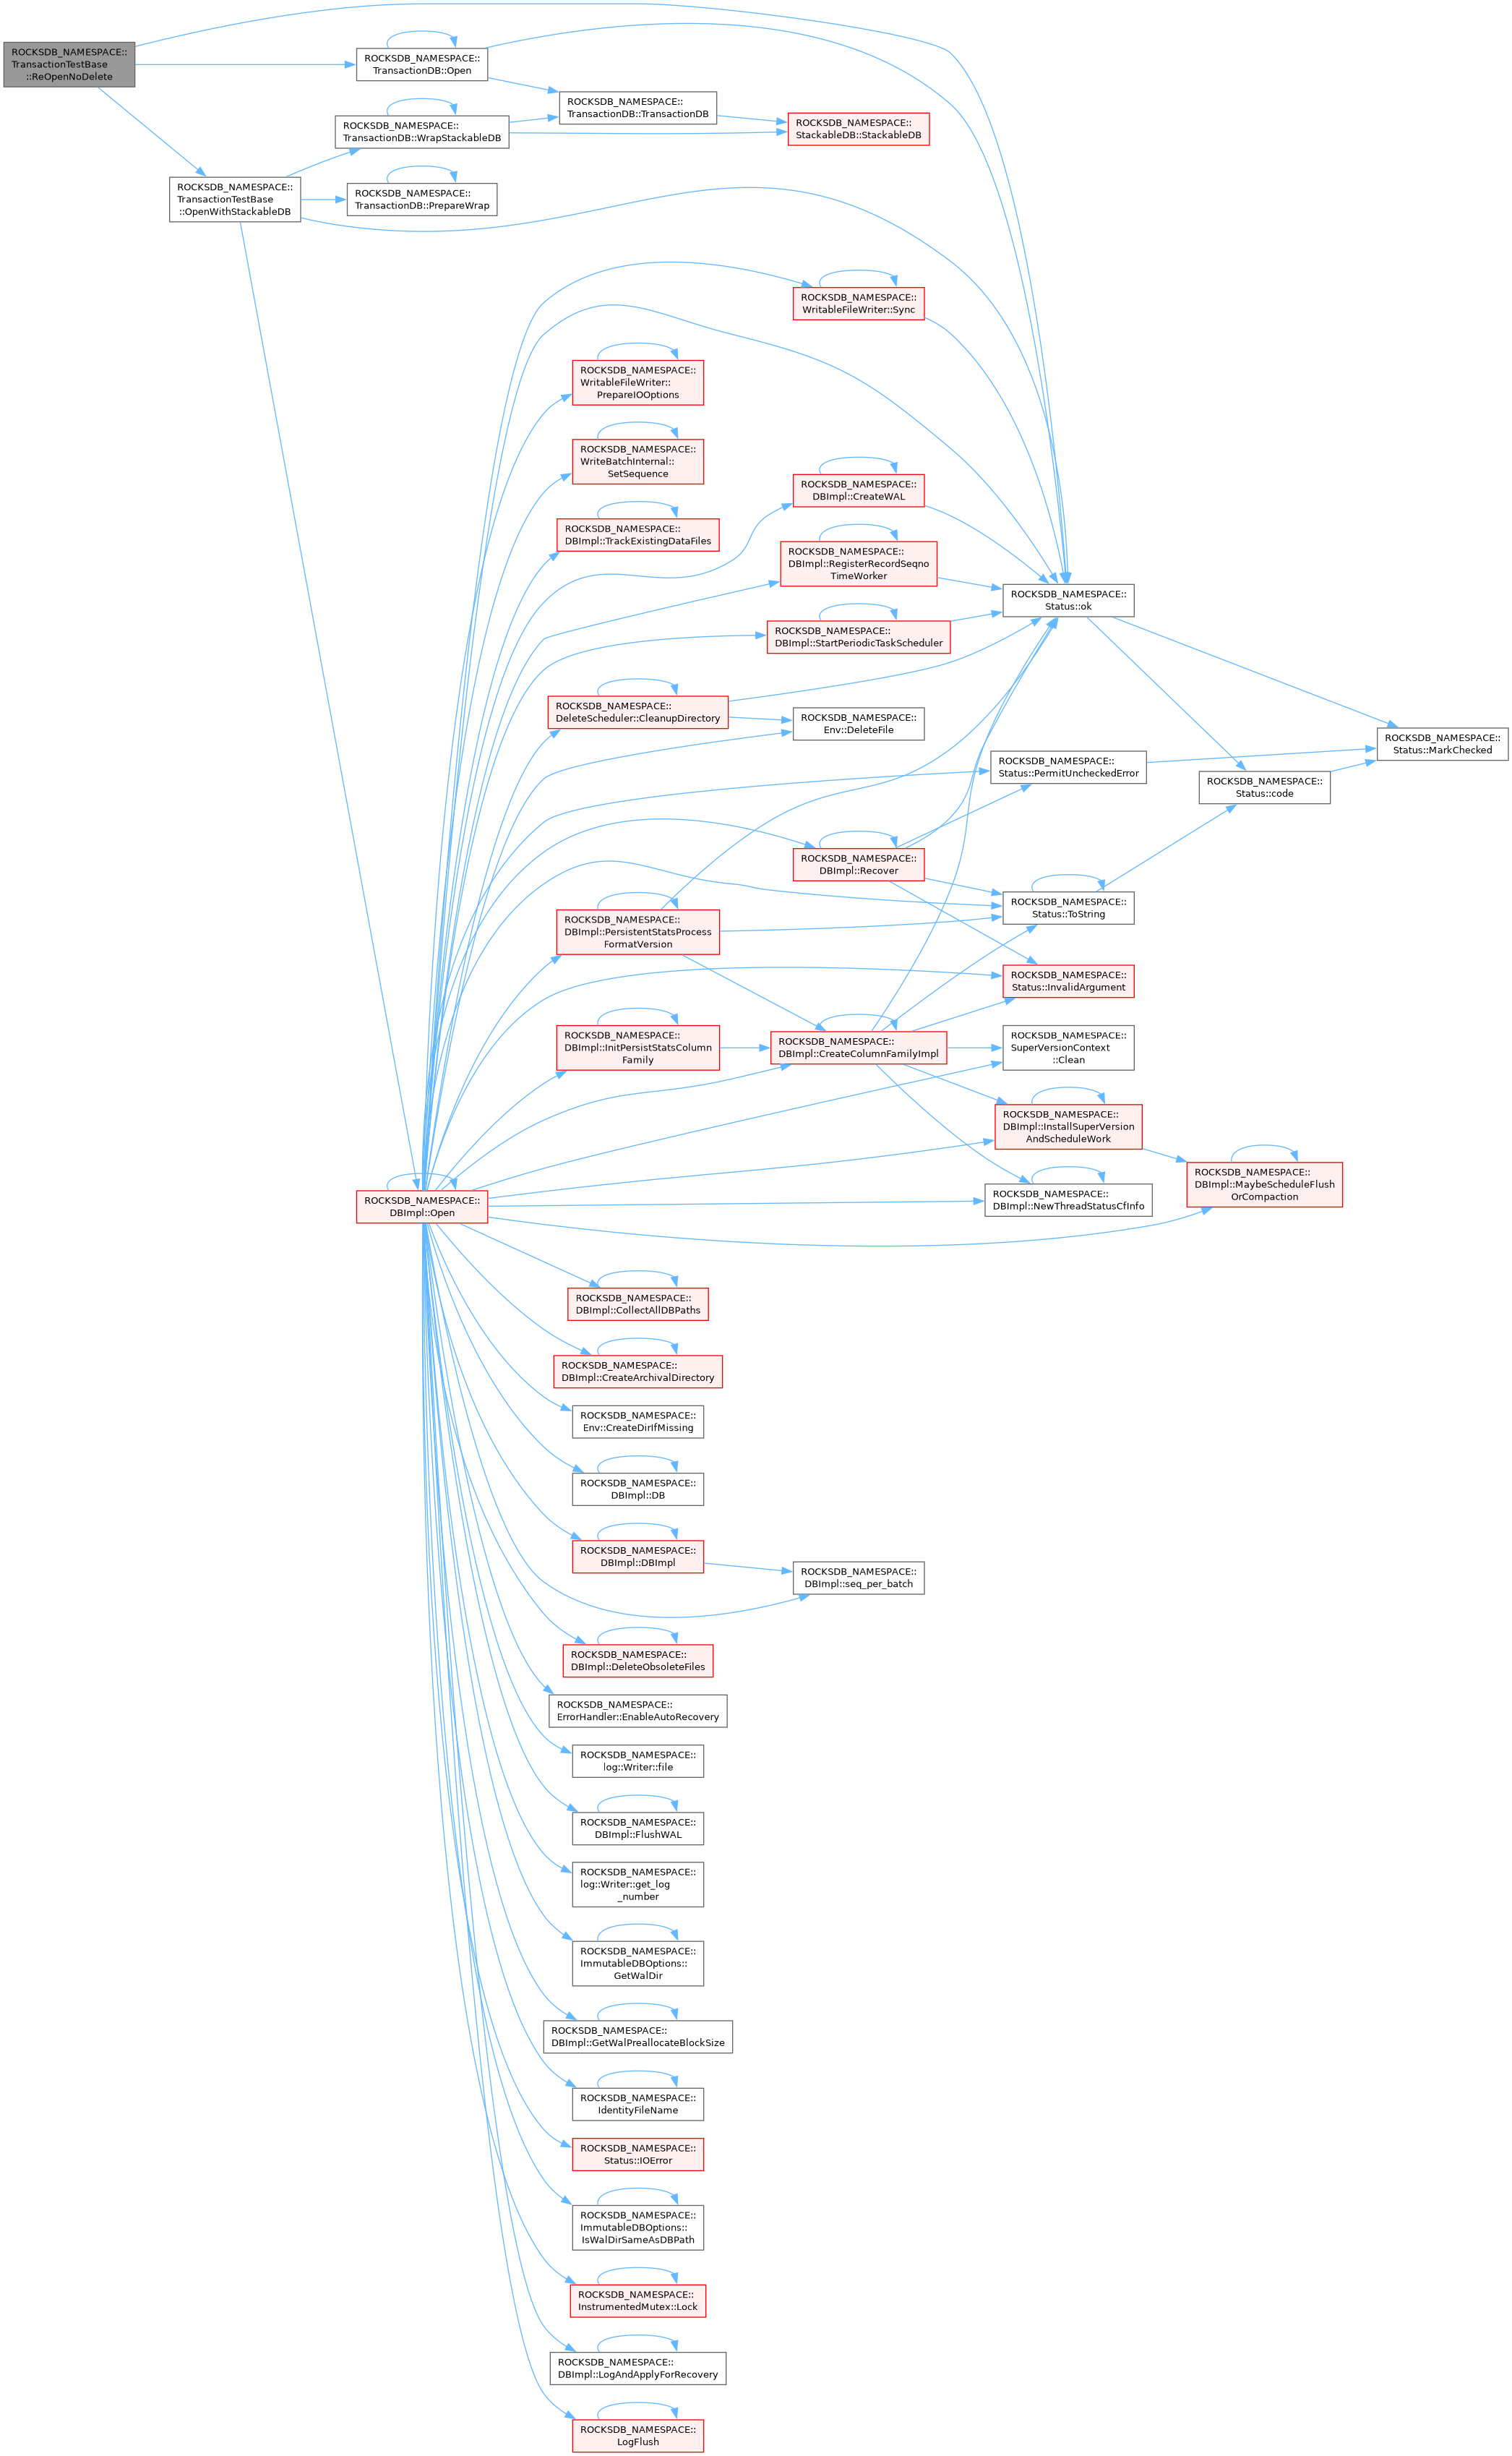 ROCKSDB_NAMESPACE::
TransactionTestBase
::ReOpenNoDelete
ROCKSDB_NAMESPACE::
TransactionDB::Open
ROCKSDB_NAMESPACE::
TransactionDB::TransactionDB
ROCKSDB_NAMESPACE::
StackableDB::StackableDB
ROCKSDB_NAMESPACE::
TransactionDB::WrapStackableDB
ROCKSDB_NAMESPACE::
TransactionTestBase
::OpenWithStackableDB
ROCKSDB_NAMESPACE::
TransactionDB::PrepareWrap
ROCKSDB_NAMESPACE::
WritableFileWriter::Sync
ROCKSDB_NAMESPACE::
WritableFileWriter::
PrepareIOOptions
ROCKSDB_NAMESPACE::
WriteBatchInternal::
SetSequence
ROCKSDB_NAMESPACE::
DBImpl::CreateWAL
ROCKSDB_NAMESPACE::
DBImpl::TrackExistingDataFiles
ROCKSDB_NAMESPACE::
DBImpl::RegisterRecordSeqno
TimeWorker
ROCKSDB_NAMESPACE::
Status::ok
ROCKSDB_NAMESPACE::
DBImpl::StartPeriodicTaskScheduler
ROCKSDB_NAMESPACE::
DeleteScheduler::CleanupDirectory
ROCKSDB_NAMESPACE::
Env::DeleteFile
ROCKSDB_NAMESPACE::
Status::MarkChecked
ROCKSDB_NAMESPACE::
Status::PermitUncheckedError
ROCKSDB_NAMESPACE::
Status::code
ROCKSDB_NAMESPACE::
DBImpl::Recover
ROCKSDB_NAMESPACE::
Status::ToString
ROCKSDB_NAMESPACE::
DBImpl::PersistentStatsProcess
FormatVersion
ROCKSDB_NAMESPACE::
Status::InvalidArgument
ROCKSDB_NAMESPACE::
DBImpl::InitPersistStatsColumn
Family
ROCKSDB_NAMESPACE::
DBImpl::CreateColumnFamilyImpl
ROCKSDB_NAMESPACE::
SuperVersionContext
::Clean
ROCKSDB_NAMESPACE::
DBImpl::InstallSuperVersion
AndScheduleWork
ROCKSDB_NAMESPACE::
DBImpl::MaybeScheduleFlush
OrCompaction
ROCKSDB_NAMESPACE::
DBImpl::NewThreadStatusCfInfo
ROCKSDB_NAMESPACE::
DBImpl::Open
ROCKSDB_NAMESPACE::
DBImpl::CollectAllDBPaths
ROCKSDB_NAMESPACE::
DBImpl::CreateArchivalDirectory
ROCKSDB_NAMESPACE::
Env::CreateDirIfMissing
ROCKSDB_NAMESPACE::
DBImpl::DB
ROCKSDB_NAMESPACE::
DBImpl::DBImpl
ROCKSDB_NAMESPACE::
DBImpl::seq_per_batch
ROCKSDB_NAMESPACE::
DBImpl::DeleteObsoleteFiles
ROCKSDB_NAMESPACE::
ErrorHandler::EnableAutoRecovery
ROCKSDB_NAMESPACE::
log::Writer::file
ROCKSDB_NAMESPACE::
DBImpl::FlushWAL
ROCKSDB_NAMESPACE::
log::Writer::get_log
_number
ROCKSDB_NAMESPACE::
ImmutableDBOptions::
GetWalDir
ROCKSDB_NAMESPACE::
DBImpl::GetWalPreallocateBlockSize
ROCKSDB_NAMESPACE::
IdentityFileName
ROCKSDB_NAMESPACE::
Status::IOError
ROCKSDB_NAMESPACE::
ImmutableDBOptions::
IsWalDirSameAsDBPath
ROCKSDB_NAMESPACE::
InstrumentedMutex::Lock
ROCKSDB_NAMESPACE::
DBImpl::LogAndApplyForRecovery
ROCKSDB_NAMESPACE::
LogFlush